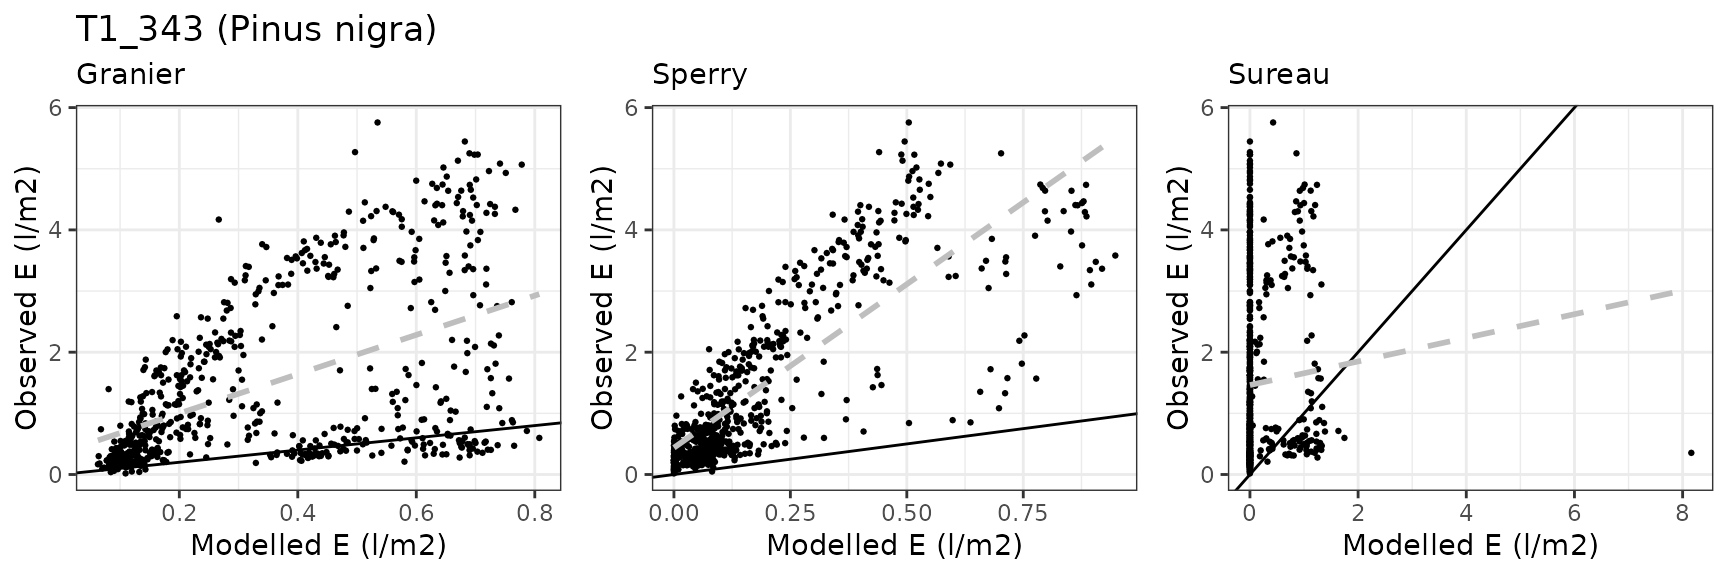 T1_343 (Pinus nigra)
Granier
Sperry
Sureau
Observed E (l/m2)
6
4
2
0
0.2
0.4
0.6
0.8
Modelled E (l/m2)
Observed E (l/m2)
6
4
2
0
0.00
0.25
0.50
0.75
Modelled E (l/m2)
Observed E (l/m2)
6
4
2
0
0
2
4
6
8
Modelled E (l/m2)